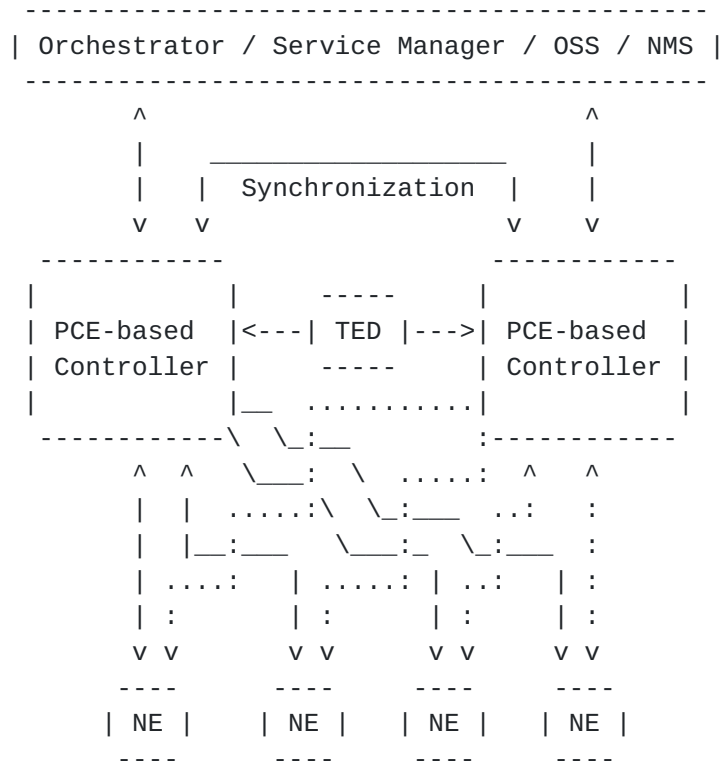 Orchestrator / Service Manager / OSS / NMS
Synchronization
PCE-based TED PCE-based
Controller Controller
NE NE NE NE